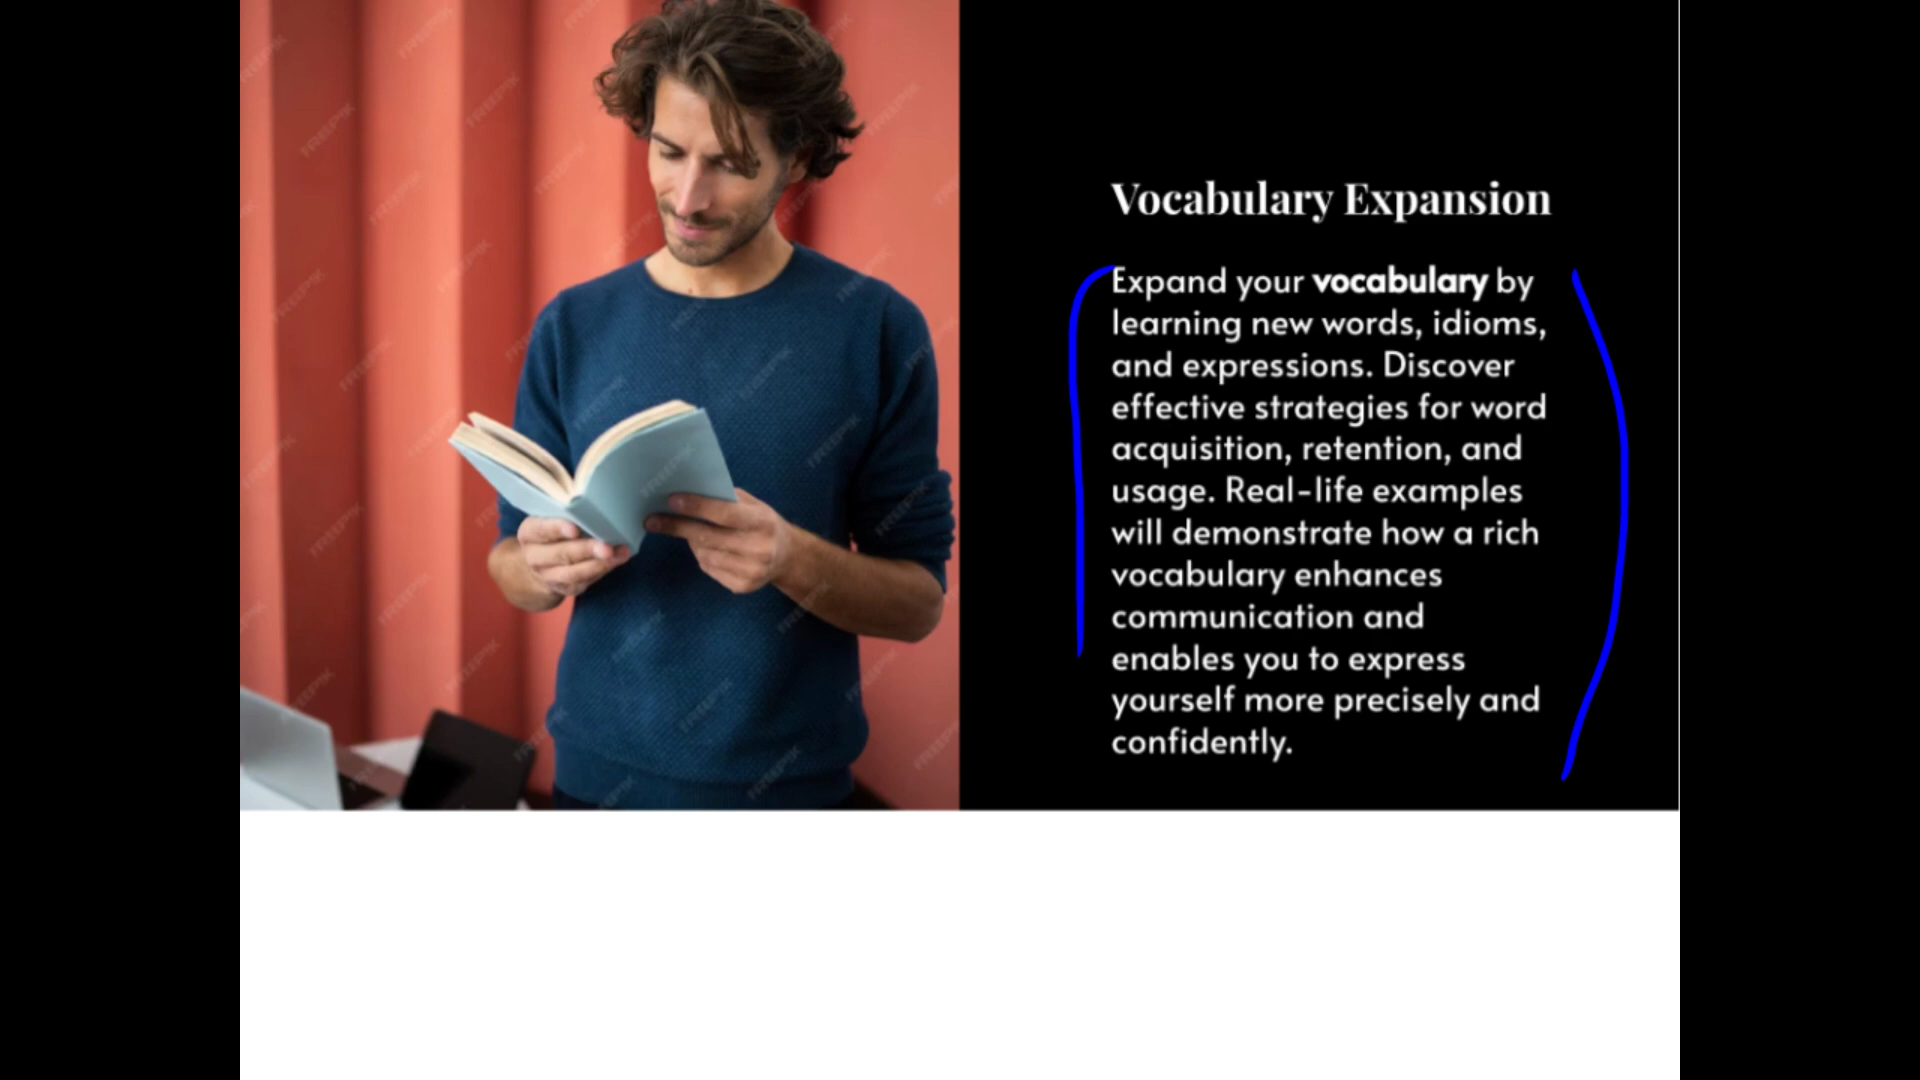 Vocabulary Expansion
Expand your vocabulary by
learning new words, idioms,
and expressions. Discover
effective strategies for word
acquisition, retention, and
usage. Real-life examples
will demonstrate how a rich
vocabulary enhances
communication and
enables you to express
yourself more precisely and
confidently.